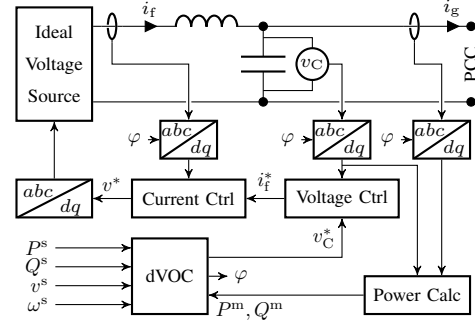 i_f
i_g
Ideal
Voltage
Source
v_C
PCC
φ abc dq
φ abc dq
φ abc dq
abc dq
v*
Current Ctrl
i_f*
Voltage Ctrl
v_C*
P^s
Q^s
v^s
ω^s
dVOC
φ
P^m, Q^m
Power Calc